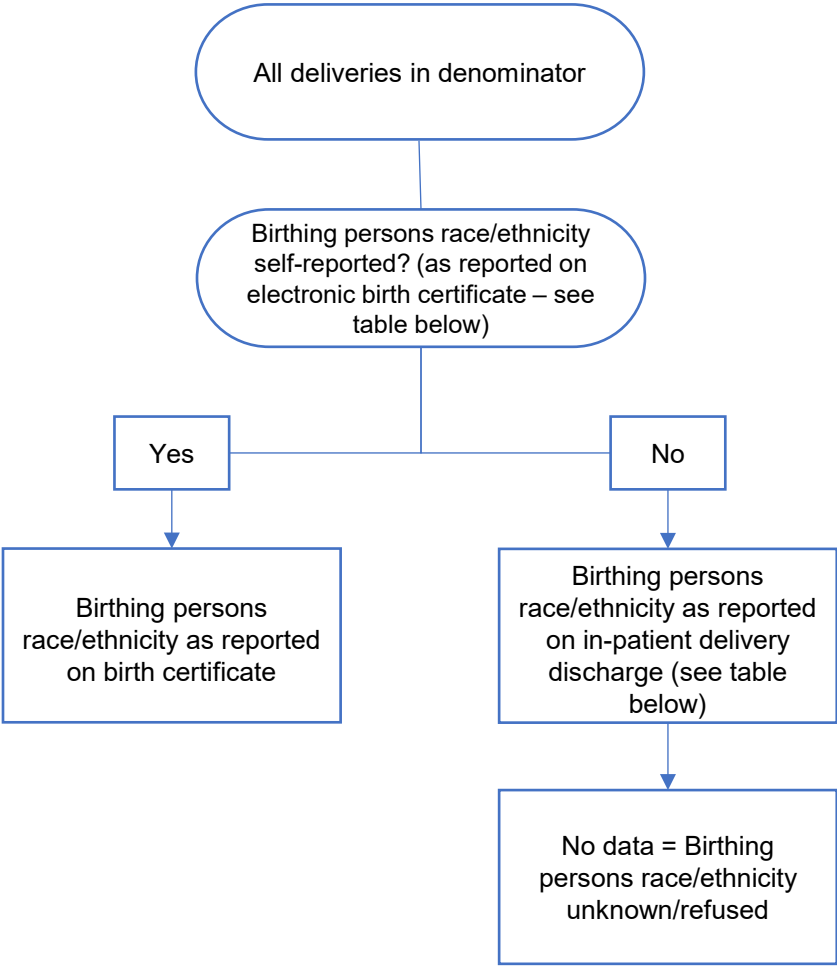 All deliveries in denominator
Birthing persons race/ethnicity
self-reported? (as reported on
electronic birth certificate – see
table below)
Yes
No
Birthing persons
race/ethnicity as reported
on birth certificate
Birthing persons
race/ethnicity as reported
on in-patient delivery
discharge (see table
below)
No data = Birthing
persons race/ethnicity
unknown/refused